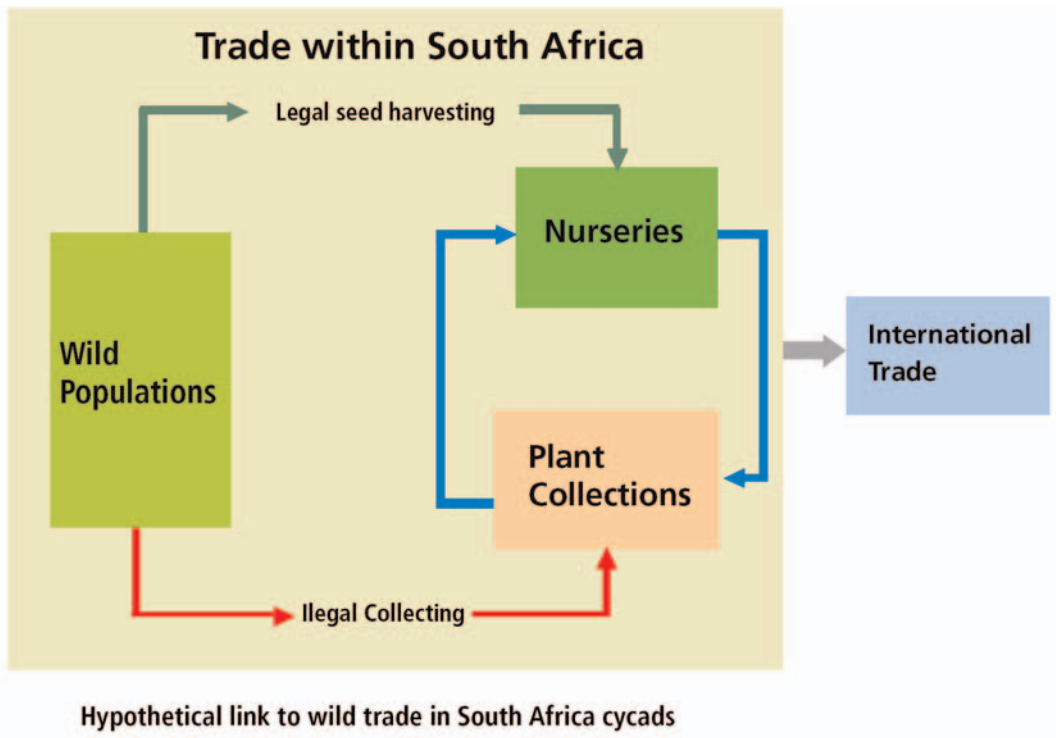 Trade within South Africa
Legal seed harvesting
Nurseries
Wild
Populations
International
Trade
Plant
Collections
Ilegal Collecting
Hypothetical link to wild trade in South Africa cycads